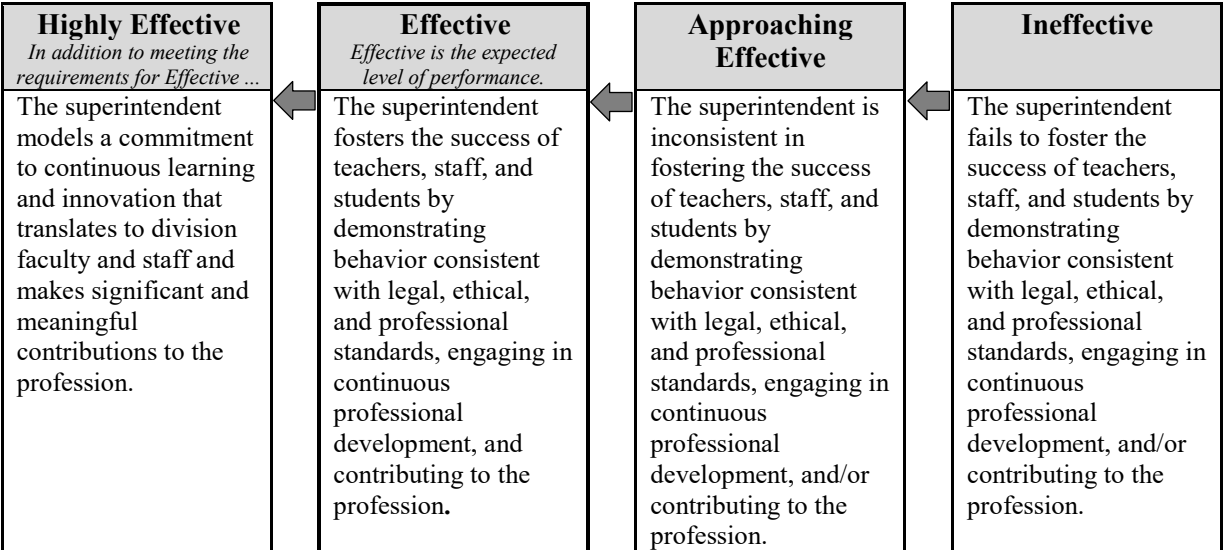 Highly Effective
In addition to meeting the
requirements for Effective ...
The superintendent
models a commitment
to continuous learning
and innovation that
translates to division
faculty and staff and
makes significant and
meaningful
contributions to the
profession.
Effective
Effective is the expected
level of performance.
The superintendent
fosters the success of
teachers, staff, and
students by
demonstrating
behavior consistent
with legal, ethical,
and professional
standards, engaging in
continuous
professional
development, and
contributing to the
profession.
Approaching
Effective
The superintendent is
inconsistent in
fostering the success
of teachers, staff, and
students by
demonstrating
behavior consistent
with legal, ethical,
and professional
standards, engaging in
continuous
professional
development, and/or
contributing to the
profession.
Ineffective
The superintendent
fails to foster the
success of teachers,
staff, and students by
demonstrating
behavior consistent
with legal, ethical,
and professional
standards, engaging in
continuous
professional
development, and/or
contributing to the
profession.